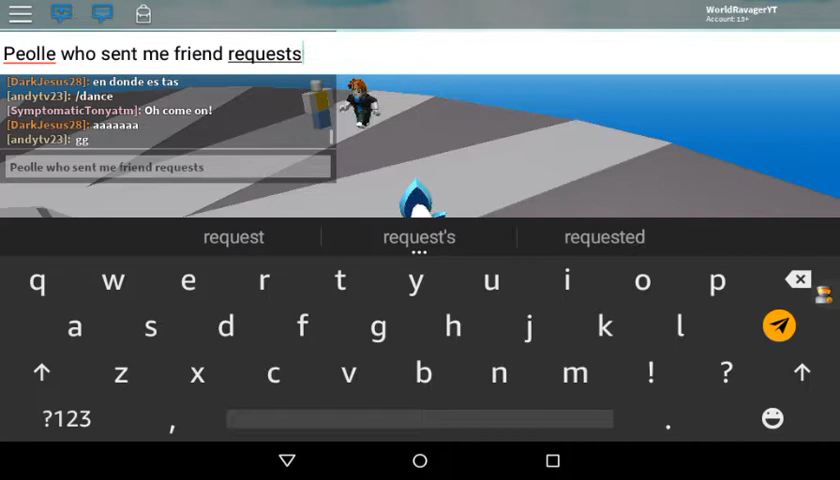 WorldRavagerYT
Account: 13+
Peolle who sent me friend requests
[DarkJesus28]: en donde es tas
[andytv23]: /dance
[SymptomaticTonyatm]: Oh come on!
[DarkJesus28]: aaaaaaa
[andytv23]: gg
Peolle who sent me friend requests
request request's requested
q w e r t y u i o p
a s d f g h j k l
z x c v b n m ! ?
?123 , .